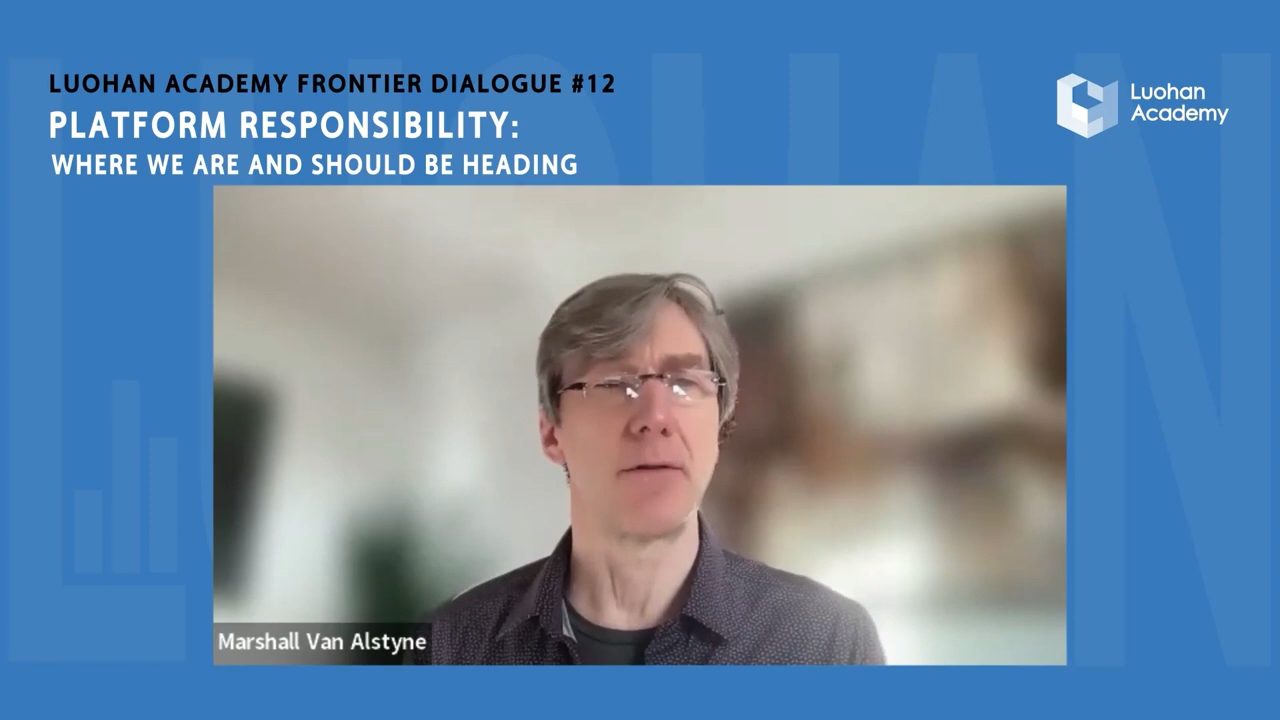 LUOHAN ACADEMY FRONTIER DIALOGUE #12
PLATFORM RESPONSIBILITY:
WHERE WE ARE AND SHOULD BE HEADING
Luohan
Academy
Marshall Van Alstyne